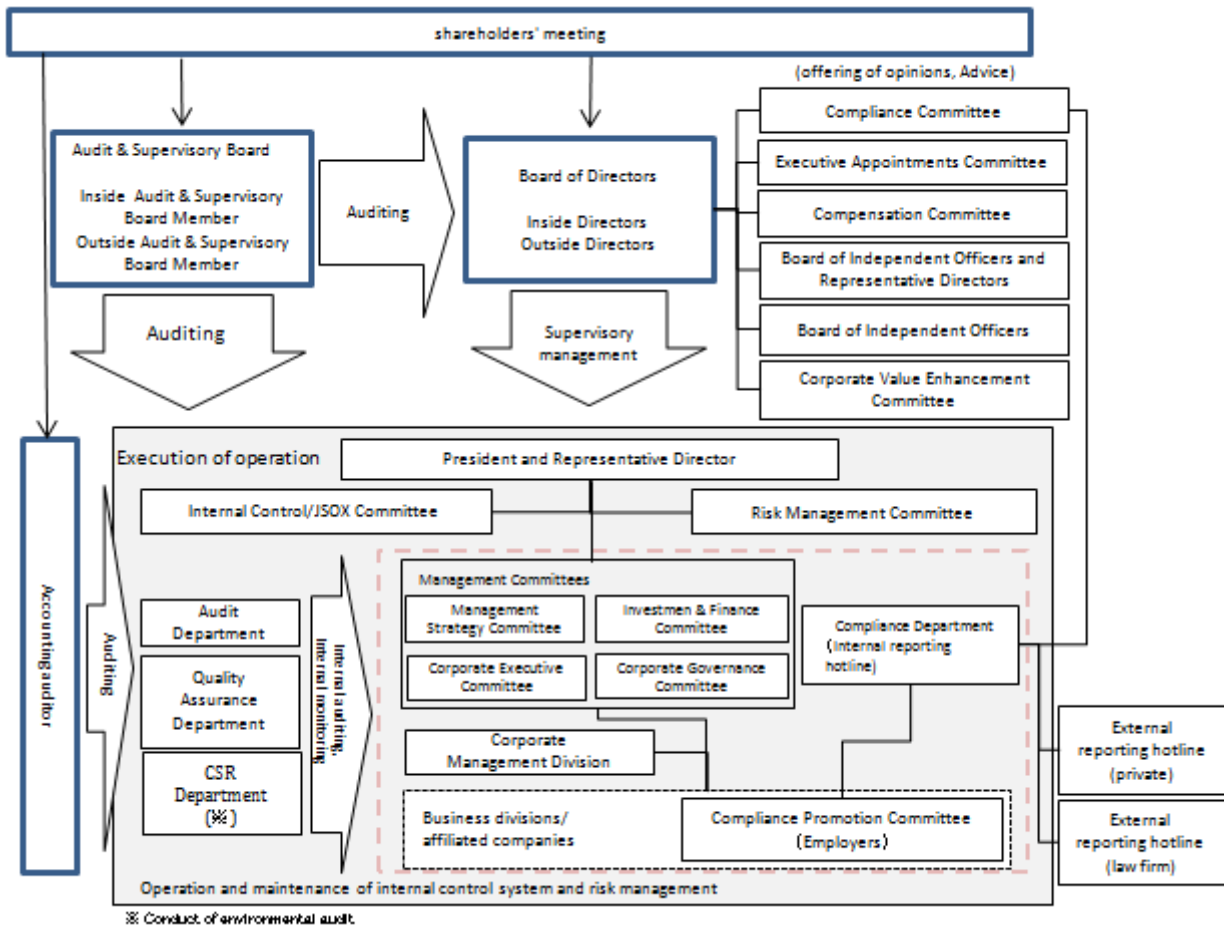 shareholders' meeting
(offering of opinions, Advice)
Compliance Committee
Audit & Supervisory Board
Inside Audit & Supervisory
Board Member
Outside Audit & Supervisory
Board Member
Auditing
Board of Directors
Inside Directors
Outside Directors
Executive Appointments Committee
Compensation Committee
Board of Independent Officers and
Representative Directors
Board of Independent Officers
Corporate Value Enhancement
Committee
Auditing
Supervisory
management
Execution of operation
President and Representative Director
Internal Control/JSOX Committee
Risk Management Committee
Accounting auditor
Auditing
Audit
Department
Quality
Assurance
Department
CSR
Department
(※)
Internal auditing,
Internal monitoring
Management Committees
Management
Strategy Committee
Investmen & Finance
Committee
Corporate Executive
Committee
Corporate Governance
Committee
Compliance Department
(Internal reporting
hotline)
Corporate
Management Division
Business divisions/
affiliated companies
Compliance Promotion Committee
(Employers)
External
reporting hotline
(private)
External
reporting hotline
(law firm)
Operation and maintenance of internal control system and risk management
※ Conduct of environmental audit